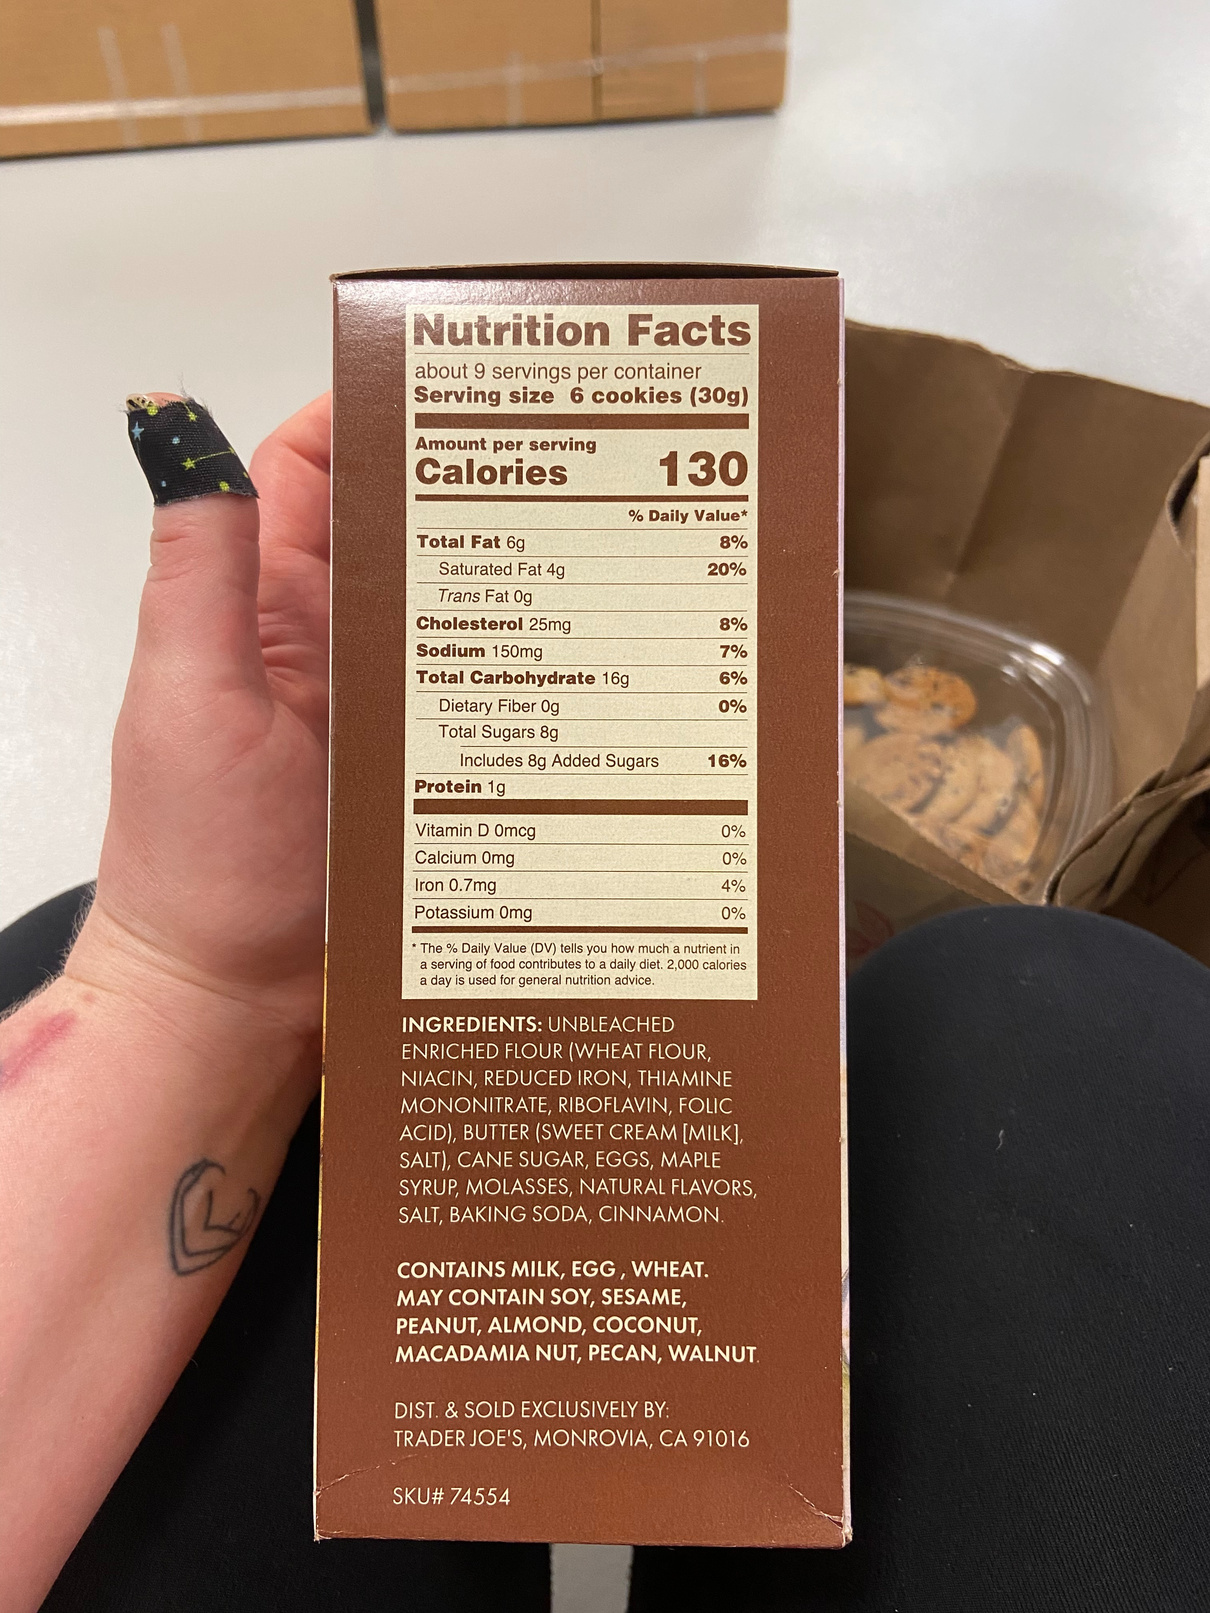 Nutrition Facts
about 9 servings per container
Serving size 6 cookies (30g)
Amount per serving
Calories 130
% Daily Value*
Total Fat 6g 8%
Saturated Fat 4g 20%
Trans Fat 0g
Cholesterol 25mg 8%
Sodium 150mg 7%
Total Carbohydrate 16g 6%
Dietary Fiber 0g 0%
Total Sugars 8g
Includes 8g Added Sugars 16%
Protein 1g
Vitamin D 0mcg 0%
Calcium 0mg 0%
Iron 0.7mg 4%
Potassium 0mg 0%
* The % Daily Value (DV) tells you how much a nutrient in
a serving of food contributes to a daily diet. 2,000 calories
a day is used for general nutrition advice.
INGREDIENTS: UNBLEACHED
ENRICHED FLOUR (WHEAT FLOUR,
NIACIN, REDUCED IRON, THIAMINE
MONONITRATE, RIBOFLAVIN, FOLIC
ACID), BUTTER (SWEET CREAM [MILK],
SALT), CANE SUGAR, EGGS, MAPLE
SYRUP, MOLASSES, NATURAL FLAVORS,
SALT, BAKING SODA, CINNAMON.
CONTAINS MILK, EGG , WHEAT.
MAY CONTAIN SOY, SESAME,
PEANUT, ALMOND, COCONUT,
MACADAMIA NUT, PECAN, WALNUT.
DIST. & SOLD EXCLUSIVELY BY:
TRADER JOE'S, MONROVIA, CA 91016
SKU# 74554